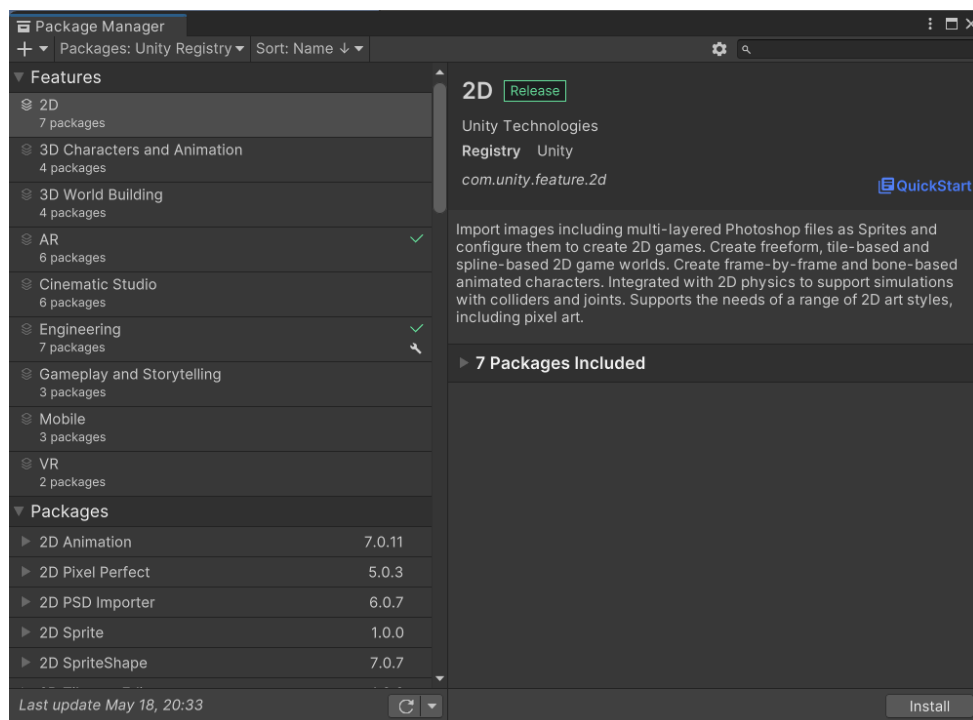 Package Manager
Packages: Unity Registry
Sort: Name ↓
Features
2D
7 packages
3D Characters and Animation
4 packages
3D World Building
4 packages
AR
6 packages
Cinematic Studio
6 packages
Engineering
7 packages
Gameplay and Storytelling
3 packages
Mobile
3 packages
VR
2 packages
Packages
2D Animation 7.0.11
2D Pixel Perfect 5.0.3
2D PSD Importer 6.0.7
2D Sprite 1.0.0
2D SpriteShape 7.0.7
Last update May 18, 20:33
2D Release
Unity Technologies
Registry Unity
com.unity.feature.2d
QuickStart
Import images including multi-layered Photoshop files as Sprites and
configure them to create 2D games. Create freeform, tile-based and
spline-based 2D game worlds. Create frame-by-frame and bone-based
animated characters. Integrated with 2D physics to support simulations
with colliders and joints. Supports the needs of a range of 2D art styles,
including pixel art.
7 Packages Included
Install